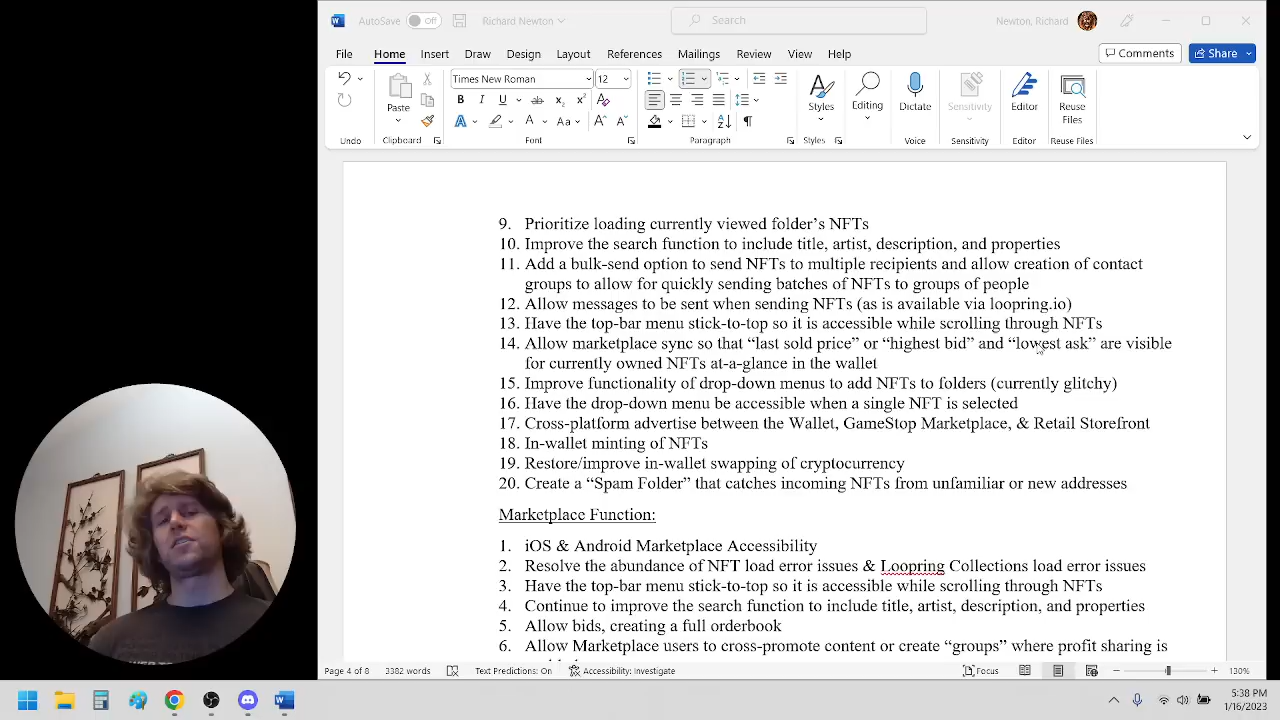 AutoSave Off Richard Newton Search Newton, Richard
File Home Insert Draw Design Layout References Mailings Review View Help Comments Share
Times New Roman 12
Paste Styles Editing Dictate Sensitivity Editor Reuse Files
Undo Clipboard Font Paragraph Styles Voice Sensitivity Editor Reuse Files
9. Prioritize loading currently viewed folder’s NFTs
10. Improve the search function to include title, artist, description, and properties
11. Add a bulk-send option to send NFTs to multiple recipients and allow creation of contact
groups to allow for quickly sending batches of NFTs to groups of people
12. Allow messages to be sent when sending NFTs (as is available via loopring.io)
13. Have the top-bar menu stick-to-top so it is accessible while scrolling through NFTs
14. Allow marketplace sync so that “last sold price” or “highest bid” and “lowest ask” are visible
for currently owned NFTs at-a-glance in the wallet
15. Improve functionality of drop-down menus to add NFTs to folders (currently glitchy)
16. Have the drop-down menu be accessible when a single NFT is selected
17. Cross-platform advertise between the Wallet, GameStop Marketplace, & Retail Storefront
18. In-wallet minting of NFTs
19. Restore/improve in-wallet swapping of cryptocurrency
20. Create a “Spam Folder” that catches incoming NFTs from unfamiliar or new addresses
Marketplace Function:
1. iOS & Android Marketplace Accessibility
2. Resolve the abundance of NFT load error issues & Loopring Collections load error issues
3. Have the top-bar menu stick-to-top so it is accessible while scrolling through NFTs
4. Continue to improve the search function to include title, artist, description, and properties
5. Allow bids, creating a full orderbook
6. Allow Marketplace users to cross-promote content or create “groups” where profit sharing is
Page 4 of 8 3382 words Text Predictions: On Accessibility: Investigate Focus 130%
5:38 PM
1/16/2023